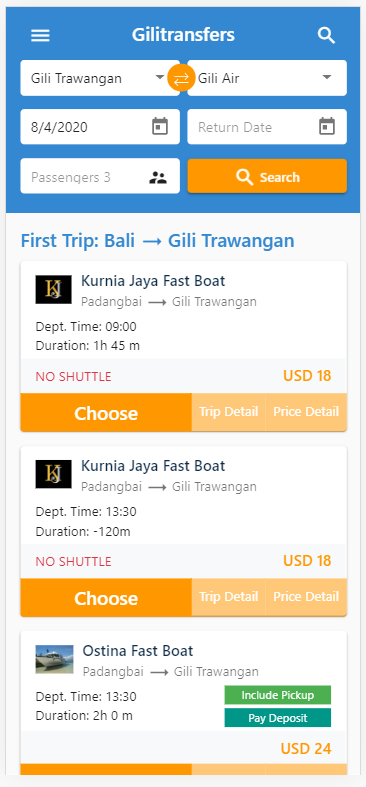 Gilitransfers
Gili Trawangan Gili Air
8/4/2020 Return Date
Passengers 3 Search
First Trip: Bali → Gili Trawangan
KJ Kurnia Jaya Fast Boat
Padangbai → Gili Trawangan
Dept. Time: 09:00
Duration: 1h 45 m
NO SHUTTLE USD 18
Choose Trip Detail Price Detail
KJ Kurnia Jaya Fast Boat
Padangbai → Gili Trawangan
Dept. Time: 13:30
Duration: -120m
NO SHUTTLE USD 18
Choose Trip Detail Price Detail
Ostina Fast Boat
Padangbai → Gili Trawangan
Dept. Time: 13:30 Include Pickup
Duration: 2h 0 m Pay Deposit
USD 24